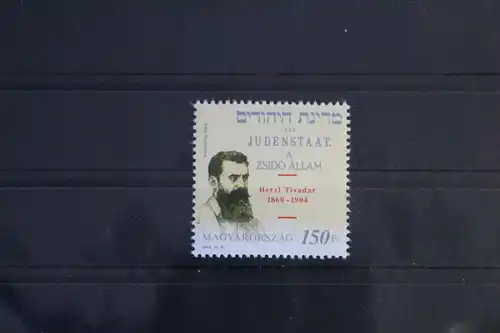 מדינת היהודים
DER
JUDENSTAAT.
A
ZSIDÓ ÁLLAM
Herzl Tivadar
1860-1904
MAGYARORSZÁG 150Ft